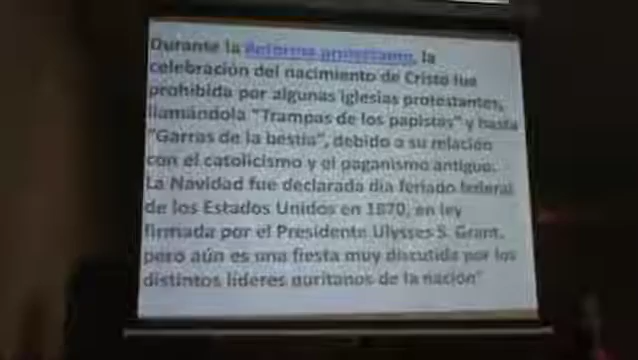 Durante la Reforma protestante, la
celebración del nacimiento de Cristo fue
prohibida por algunas iglesias protestantes,
llamándola "Trampas de los papistas" y hasta
"Garras de la bestia", debido a su relación
con el catolicismo y el paganismo antiguo.
La Navidad fue declarada día feriado federal
de los Estados Unidos en 1870, en ley
firmada por el Presidente Ulysses S. Grant,
pero aún es una fiesta muy discutida por los
distintos líderes puritanos de la nación"